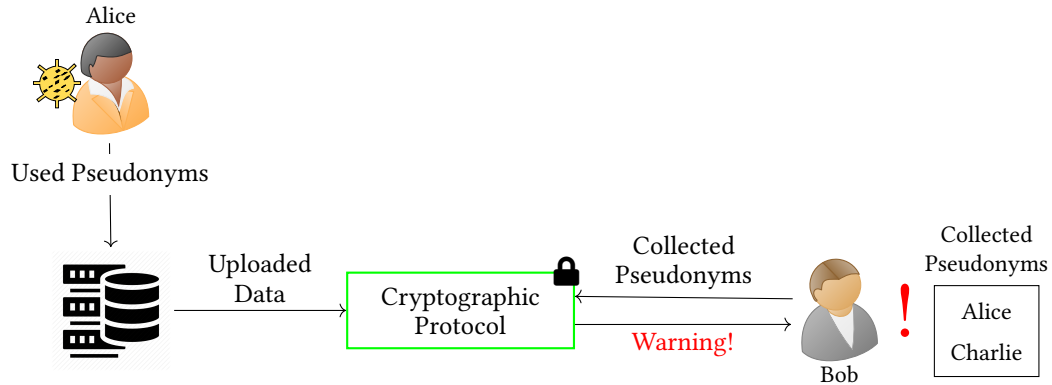 Alice
Used Pseudonyms
Uploaded
Data
Cryptographic
Protocol
Collected
Pseudonyms
Warning!
Bob
!
Collected
Pseudonyms
Alice
Charlie